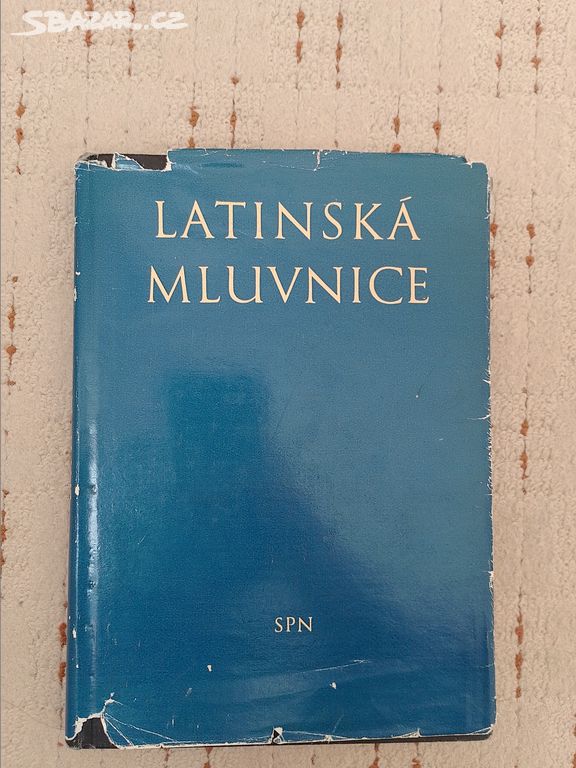 SBAZAR.CZ
LATINSKÁ
MLUVNICE
SPN